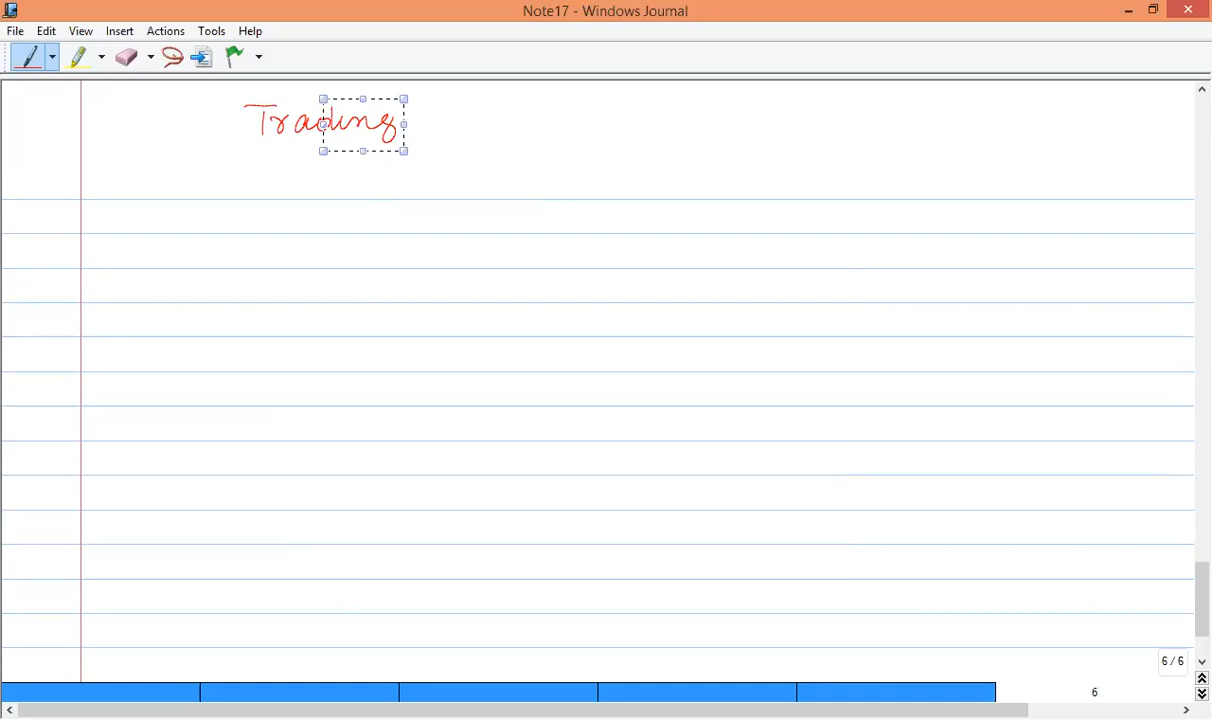 Note17 - Windows Journal
File Edit View Insert Actions Tools Help
Trading
6 / 6
6